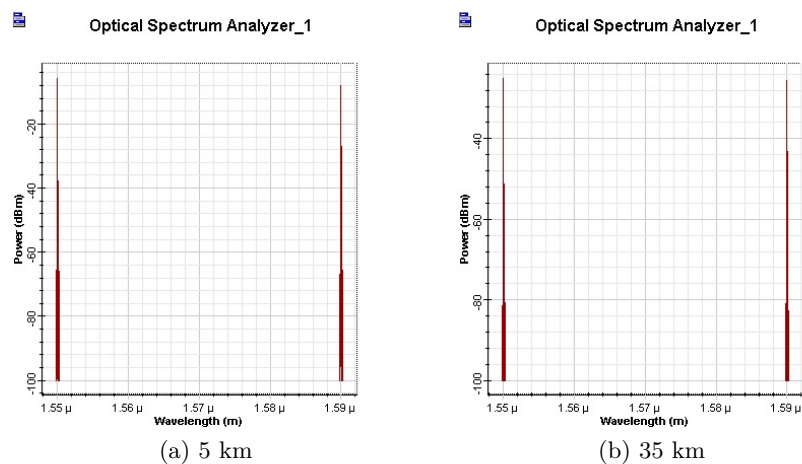 Optical Spectrum Analyzer_1
Power (dBm)
-20
-40
-60
-80
-100
1.55 µ 1.56 µ 1.57 µ 1.58 µ 1.59 µ
Wavelength (m)
(a) 5 km
Optical Spectrum Analyzer_1
Power (dBm)
-40
-60
-80
-100
1.55 µ 1.56 µ 1.57 µ 1.58 µ 1.59 µ
Wavelength (m)
(b) 35 km